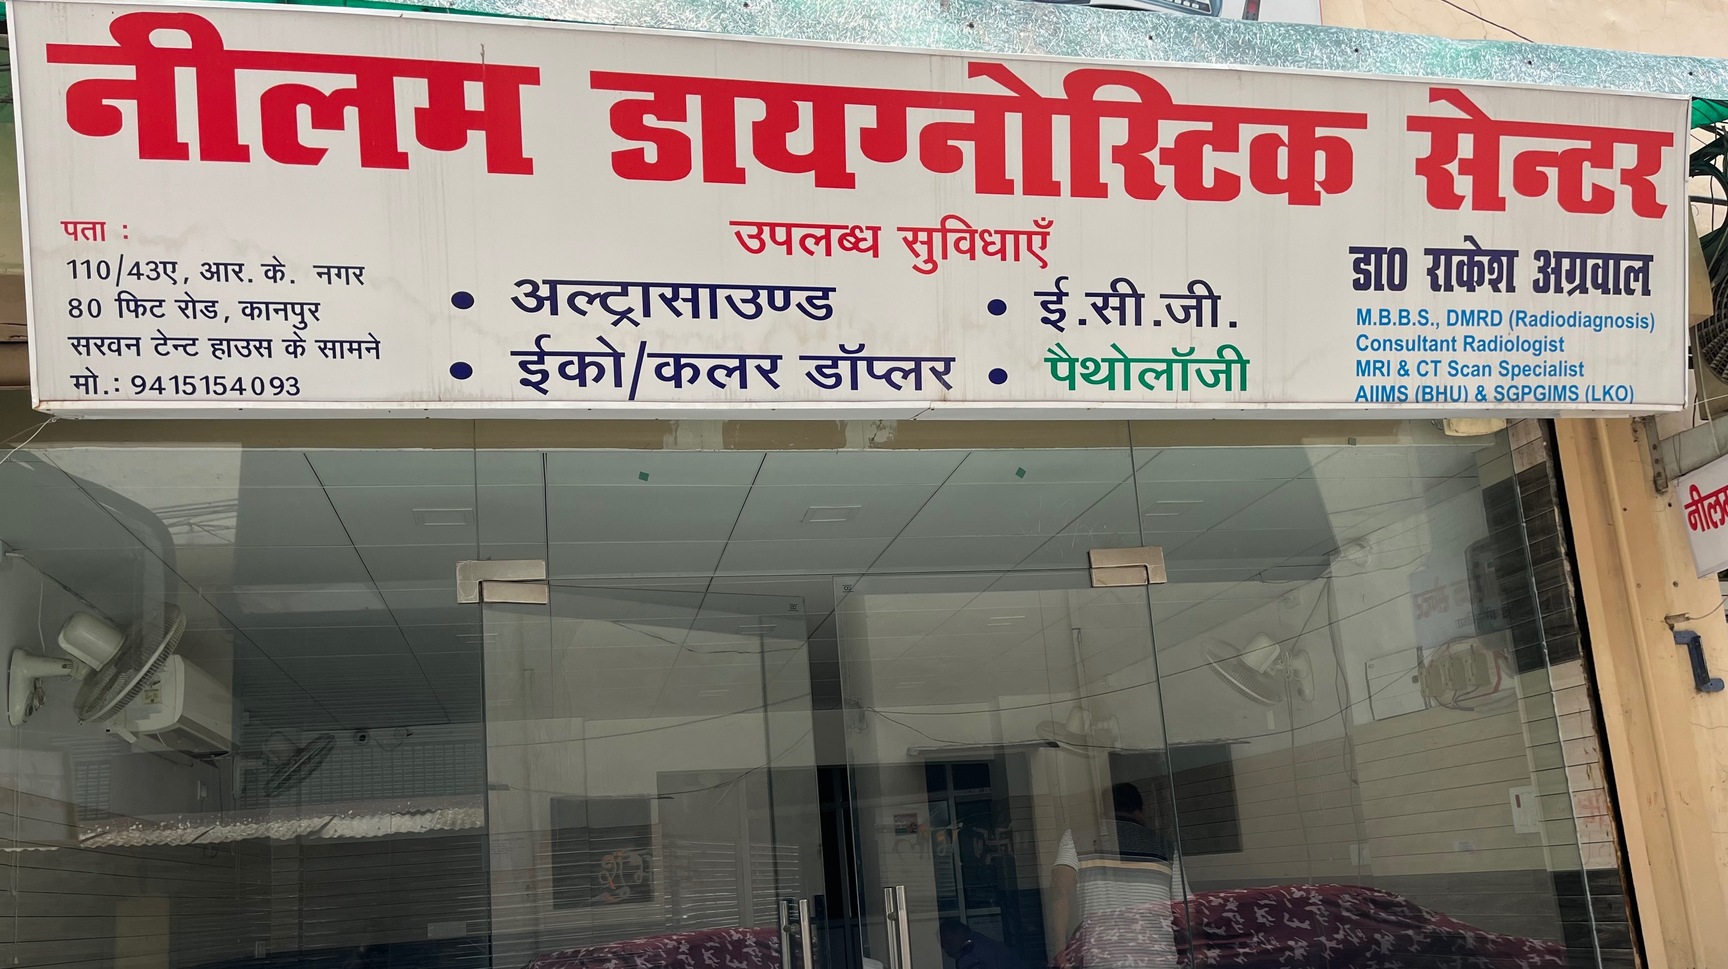 नीलम डायग्नोस्टिक सेन्टर
पता :
110/43ए, आर. के. नगर
80 फिट रोड, कानपुर
सरवन टेन्ट हाउस के सामने
मो.: 9415154093
उपलब्ध सुविधाएँ
• अल्ट्रासाउण्ड
• ई.सी.जी.
• ईको/कलर डॉप्लर
• पैथोलॉजी
डा0 राकेश अग्रवाल
M.B.B.S., DMRD (Radiodiagnosis)
Consultant Radiologist
MRI & CT Scan Specialist
AIIMS (BHU) & SGPGIMS (LKO)